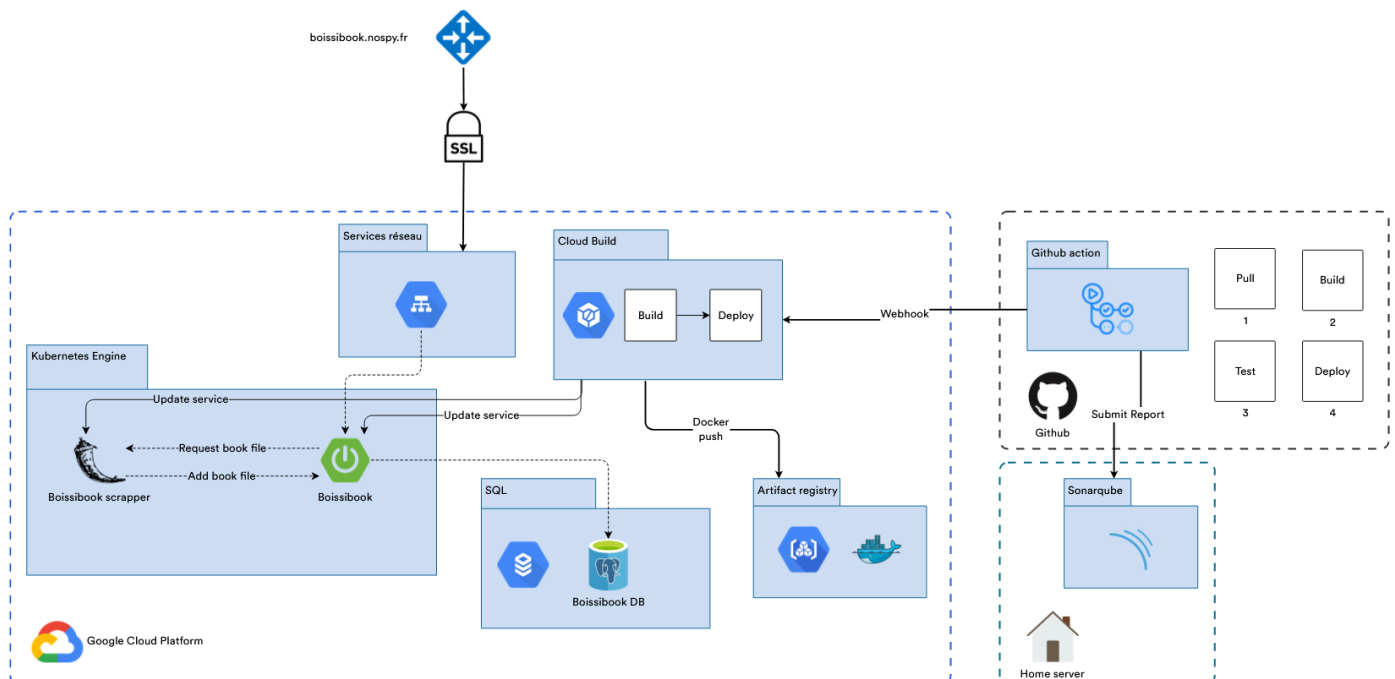 boissibook.nospy.fr
SSL
Services réseau
Cloud Build
Build
Deploy
Webhook
Github action
Pull
1
Build
2
Test
3
Deploy
4
Github
Submit Report
Kubernetes Engine
Update service
Update service
Request book file
Add book file
Boissibook scrapper
Boissibook
Docker
push
SQL
Boissibook DB
Artifact registry
Sonarqube
Google Cloud Platform
Home server